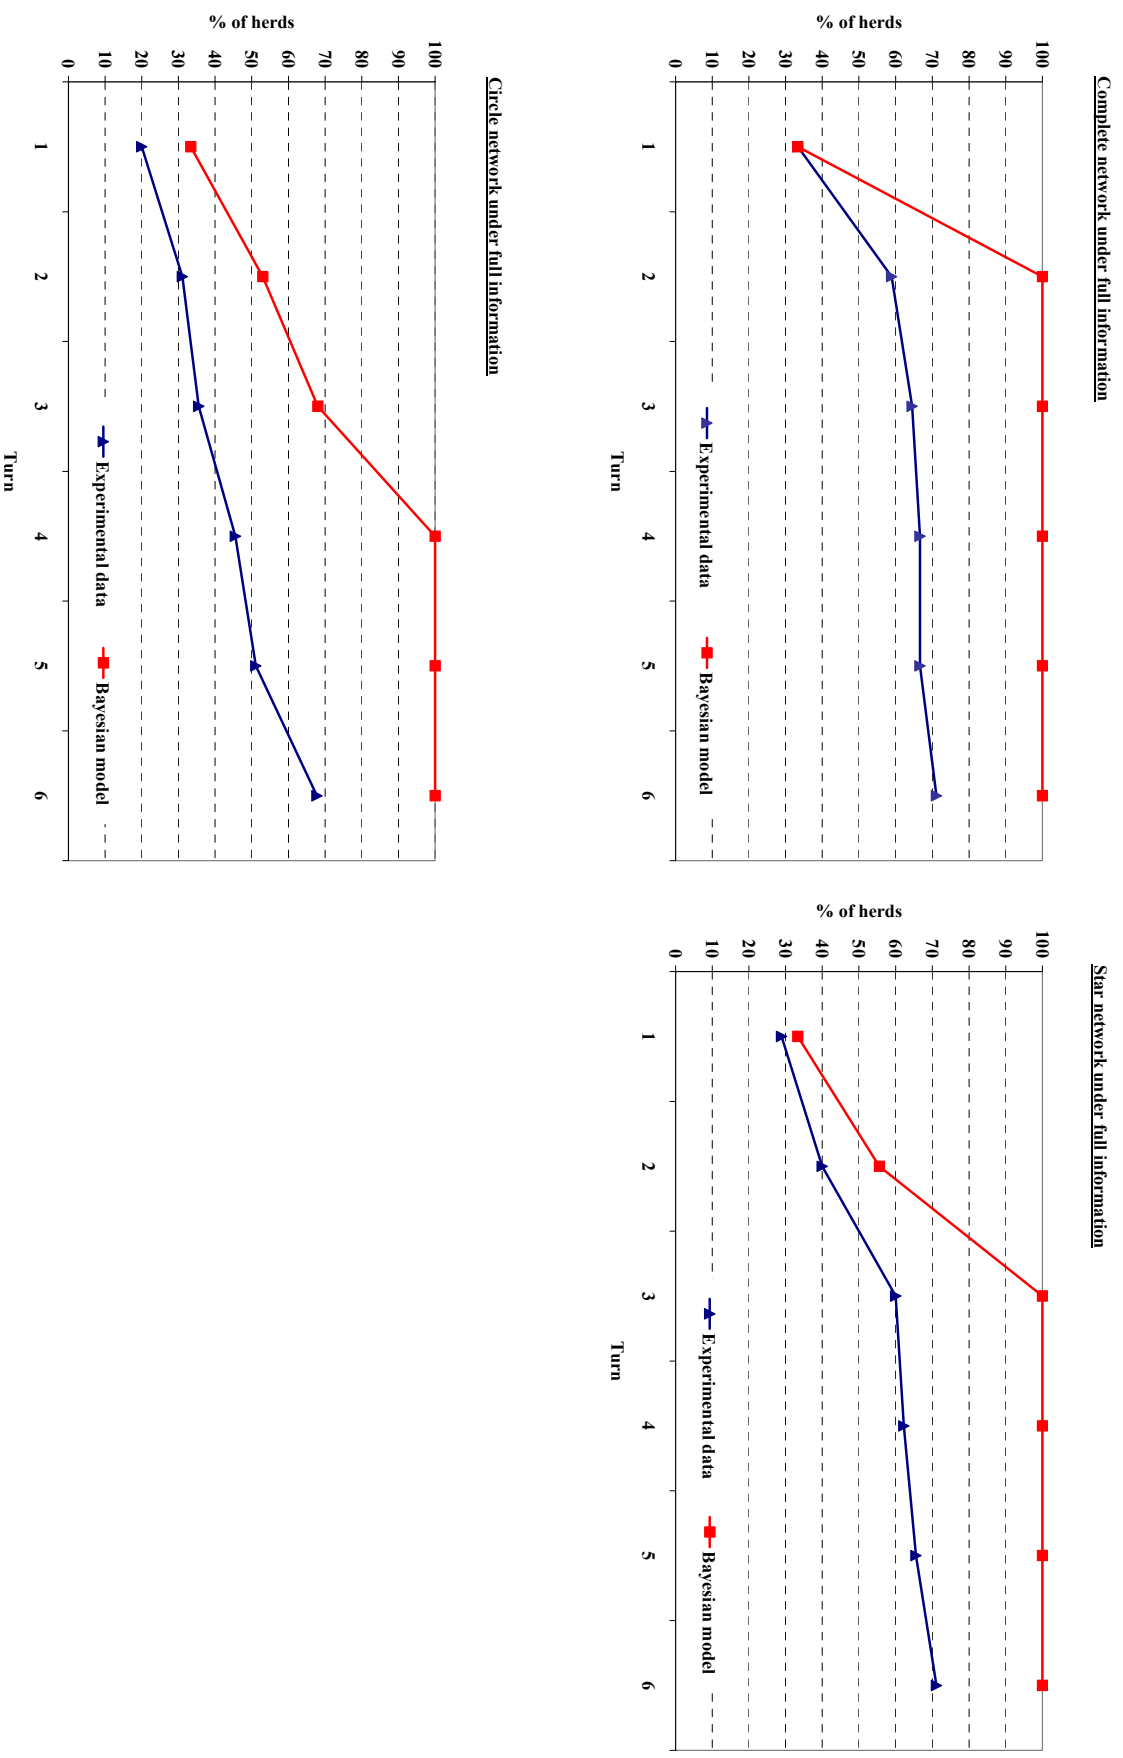 Complete network under full information
% of herds
100
90
80
70
60
50
40
30
20
10
0
1 2 3 4 5 6
Turn
Experimental data Bayesian model
Star network under full information
% of herds
100
90
80
70
60
50
40
30
20
10
0
1 2 3 4 5 6
Turn
Experimental data Bayesian model
Circle network under full information
% of herds
100
90
80
70
60
50
40
30
20
10
0
1 2 3 4 5 6
Turn
Experimental data Bayesian model